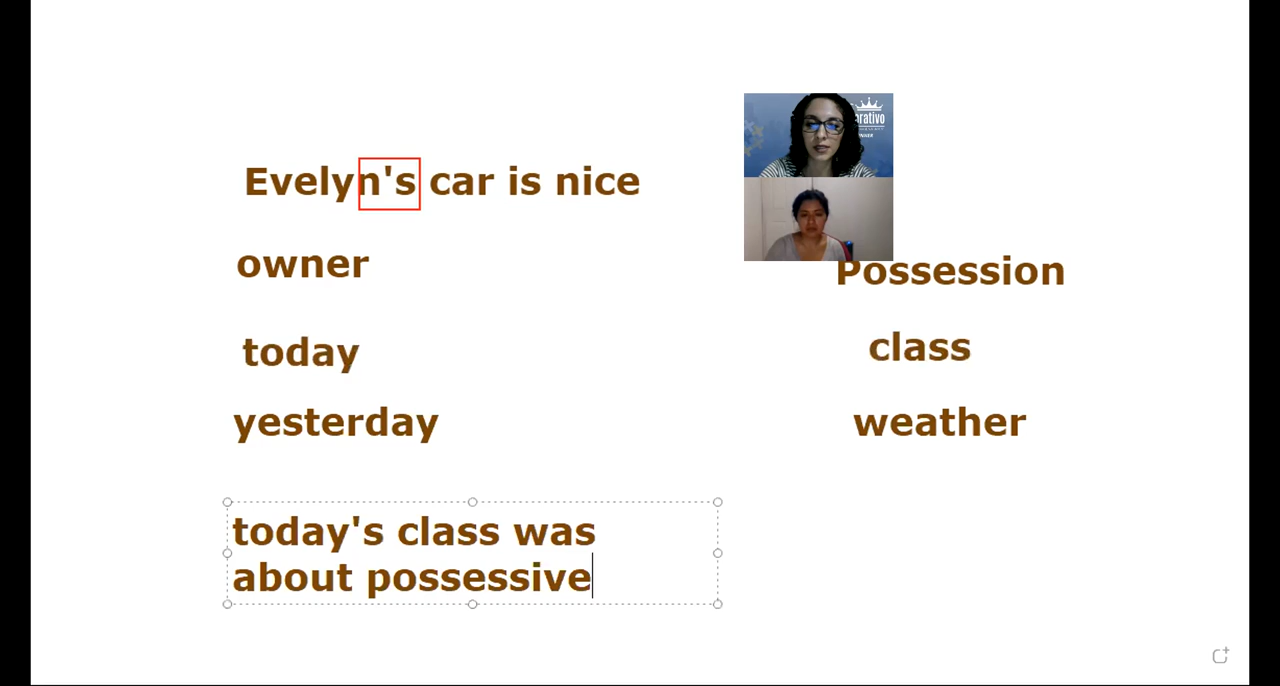 Evelyn's car is nice
owner
Possession
today
class
yesterday
weather
today's class was
about possessive